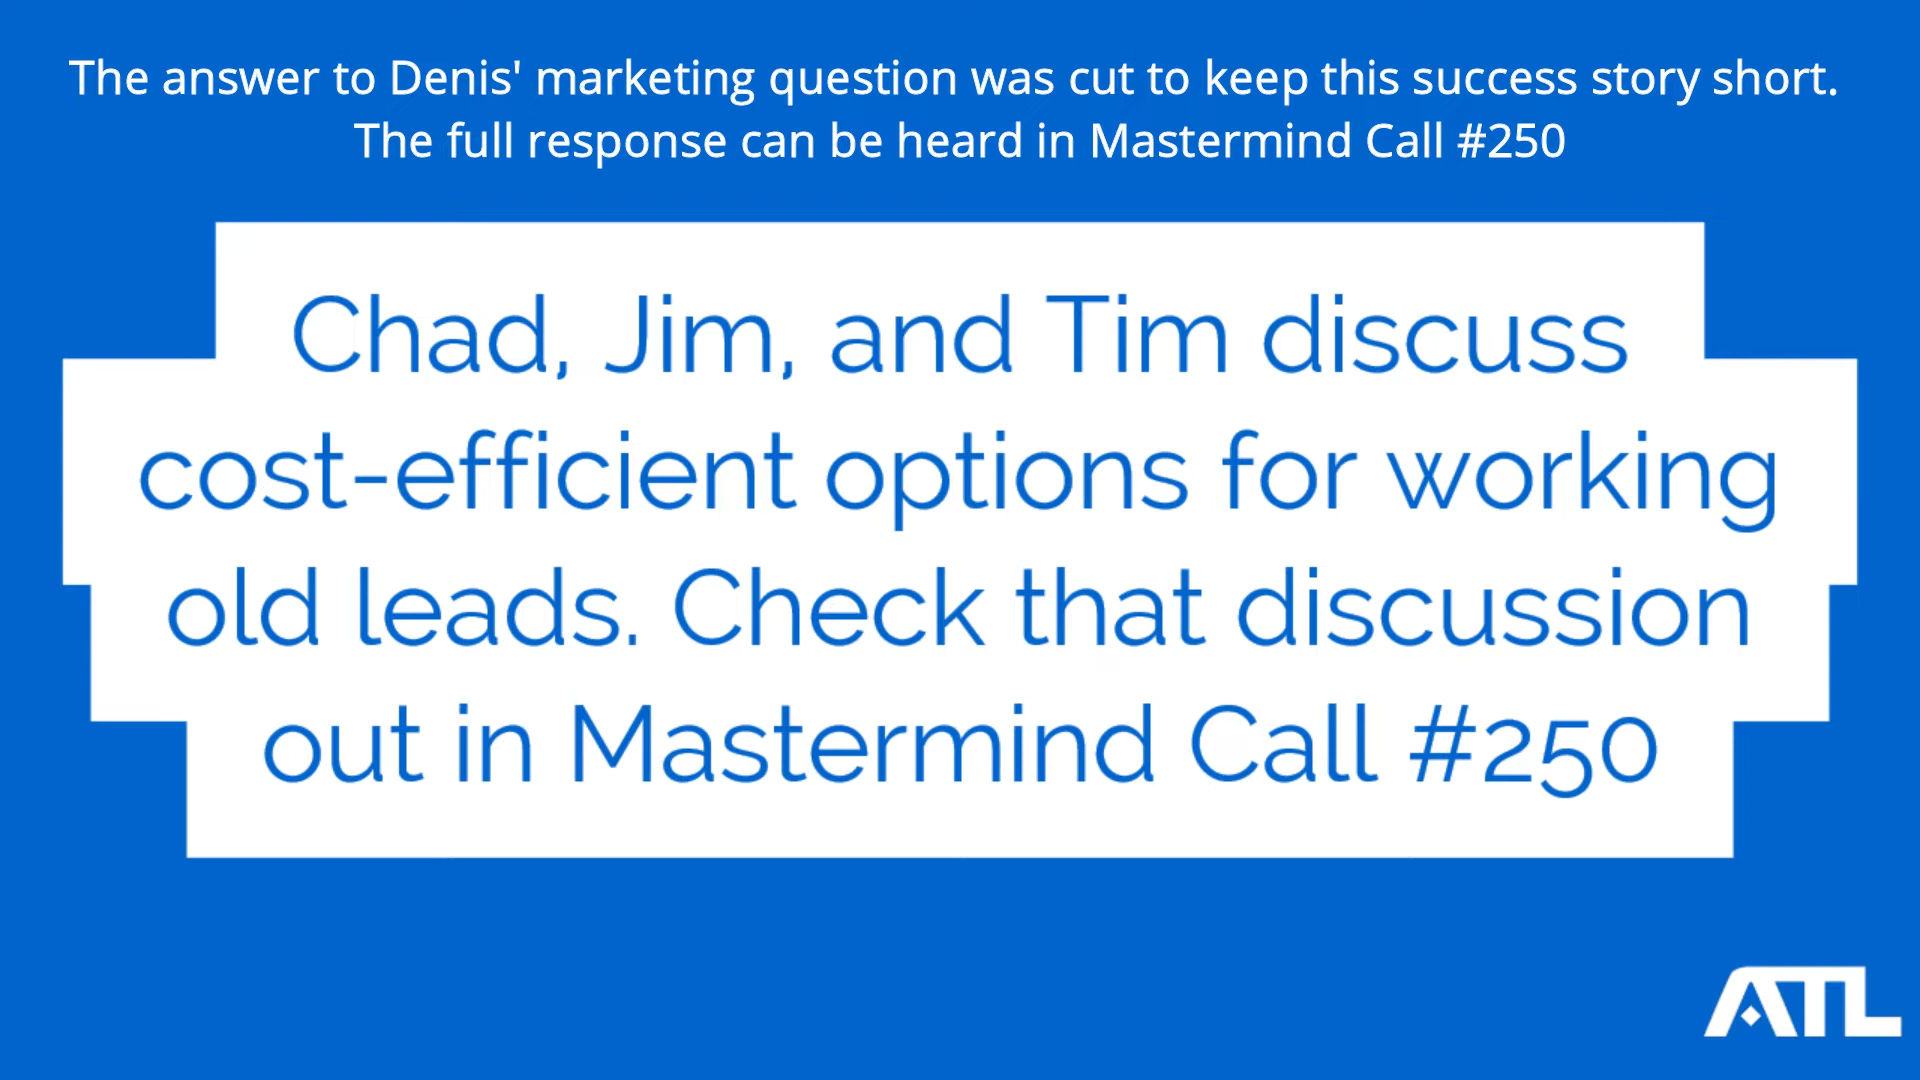 The answer to Denis' marketing question was cut to keep this success story short.
The full response can be heard in Mastermind Call #250
Chad, Jim, and Tim discuss
cost-efficient options for working
old leads. Check that discussion
out in Mastermind Call #250
ATL